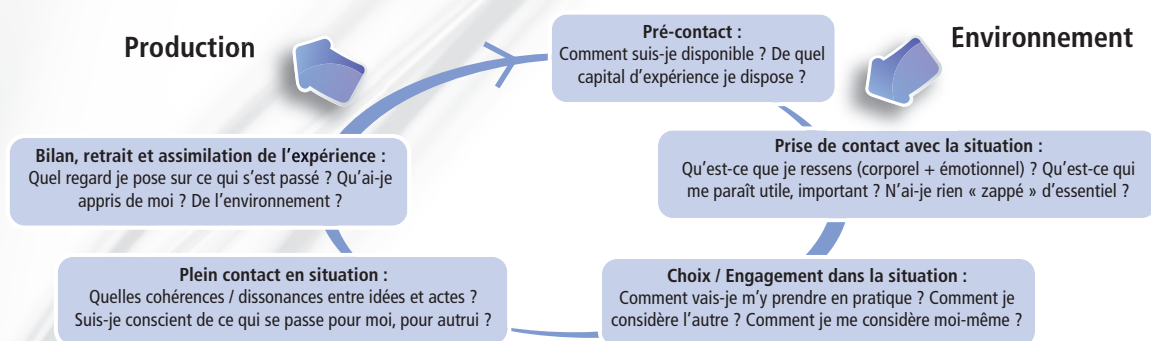 Production
Environnement
Pré-contact :
Comment suis-je disponible ? De quel
capital d’expérience je dispose ?
Prise de contact avec la situation :
Qu’est-ce que je ressens (corporel + émotionnel) ? Qu’est-ce qui
me paraît utile, important ? N’ai-je rien « zappé » d’essentiel ?
Choix / Engagement dans la situation :
Comment vais-je m’y prendre en pratique ? Comment je
considère l’autre ? Comment je me considère moi-même ?
Plein contact en situation :
Quelles cohérences / dissonances entre idées et actes ?
Suis-je conscient de ce qui se passe pour moi, pour autrui ?
Bilan, retrait et assimilation de l’expérience :
Quel regard je pose sur ce qui s’est passé ? Qu’ai-je
appris de moi ? De l’environnement ?